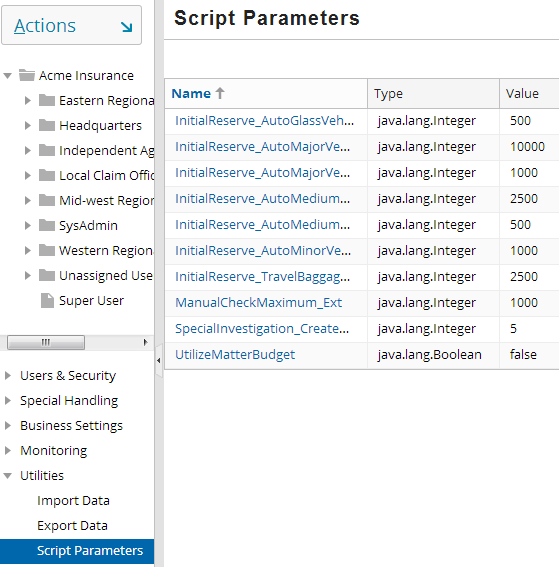 Actions
Acme Insurance
Eastern Regiona
Headquarters
Independent Ag
Local Claim Offic
Mid-west Region
SysAdmin
Western Regiona
Unassigned Use
Super User
Users & Security
Special Handling
Business Settings
Monitoring
Utilities
Import Data
Export Data
Script Parameters
Script Parameters
Name Type Value
InitialReserve_AutoGlassVeh... java.lang.Integer 500
InitialReserve_AutoMajorVe... java.lang.Integer 10000
InitialReserve_AutoMajorVe... java.lang.Integer 1000
InitialReserve_AutoMedium... java.lang.Integer 2500
InitialReserve_AutoMedium... java.lang.Integer 500
InitialReserve_AutoMinorVe... java.lang.Integer 1000
InitialReserve_TravelBaggag... java.lang.Integer 2500
ManualCheckMaximum_Ext java.lang.Integer 1000
SpecialInvestigation_Create... java.lang.Integer 5
UtilizeMatterBudget java.lang.Boolean false